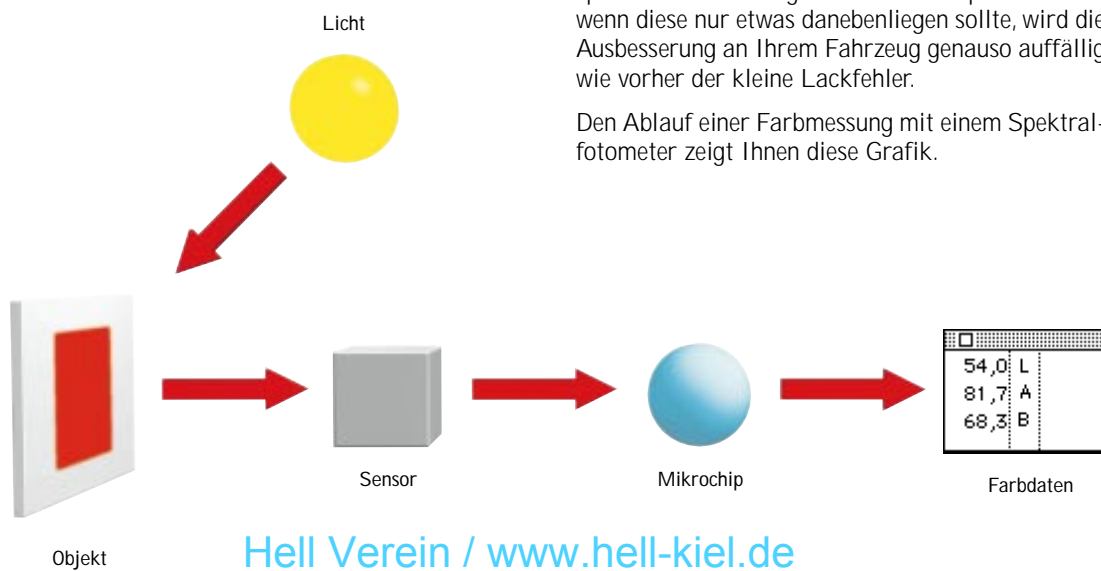 wenn diese nur etwas danebenliegen sollte, wird die
Ausbesserung an Ihrem Fahrzeug genauso auffällig
wie vorher der kleine Lackfehler.
Den Ablauf einer Farbmessung mit einem Spektral-
fotometer zeigt Ihnen diese Grafik.
Licht
54,0 L
81,7 A
68,3 B
Sensor
Mikrochip
Farbdaten
Objekt
Hell Verein / www.hell-kiel.de